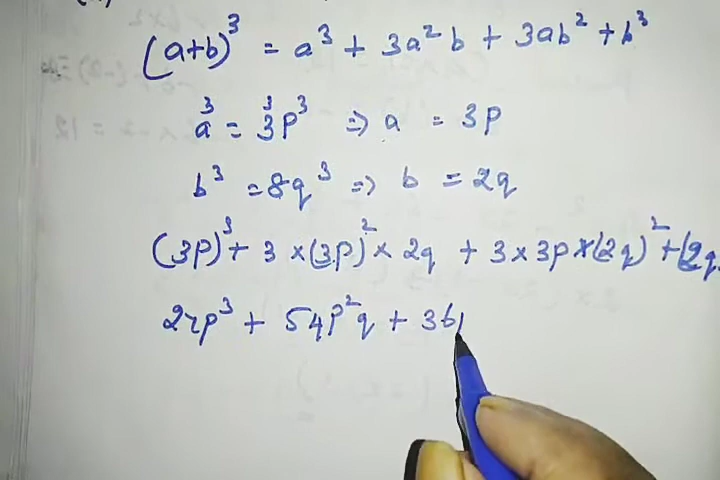 (a+b)³ = a³ + 3a²b + 3ab² + b³
a³ = 3³p³ => a = 3p
b³ = 8q³ => b = 2q
(3p)³ + 3 × (3p)² × 2q + 3 × 3p × (2q)² + (2q
27p³ + 54p²q + 36